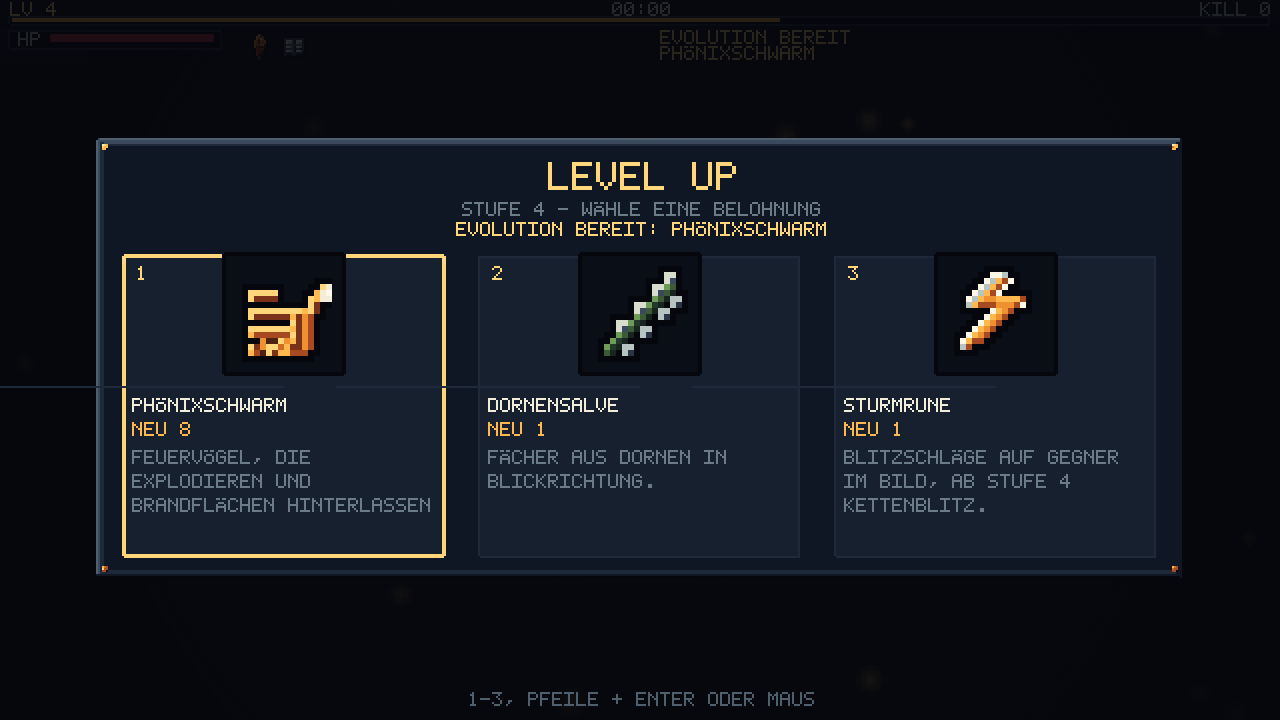 LV 4
00:00
KILL 0
HP
EVOLUTION BEREIT
PHöNIXSCHWARM
LEVEL UP
STUFE 4 - WäHLE EINE BELOHNUNG
EVOLUTION BEREIT: PHöNIXSCHWARM
1
2
3
PHöNIXSCHWARM
NEU 8
FEUERVöGEL, DIE
EXPLODIEREN UND
BRANDFLäCHEN HINTERLASSEN
DORNENSALVE
NEU 1
FäCHER AUS DORNEN IN
BLICKRICHTUNG.
STURMRUNE
NEU 1
BLITZSCHLäGE AUF GEGNER
IM BILD, AB STUFE 4
KETTENBLITZ.
1-3, PFEILE + ENTER ODER MAUS